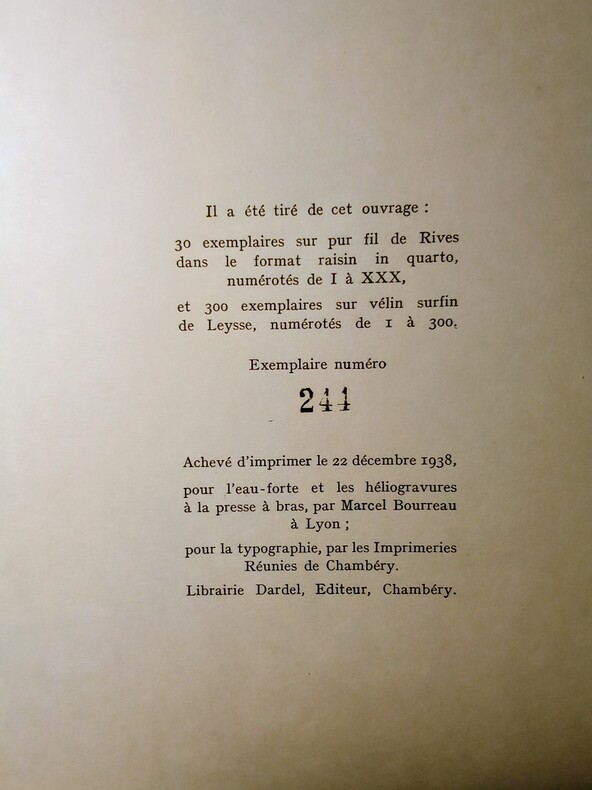 Il a été tiré de cet ouvrage :
30 exemplaires sur pur fil de Rives
dans le format raisin in quarto,
numérotés de I à XXX,
et 300 exemplaires sur vélin surfin
de Leysse, numérotés de 1 à 300.
Exemplaire numéro
244
Achevé d'imprimer le 22 décembre 1938,
pour l'eau-forte et les héliogravures
à la presse à bras, par Marcel Bourreau
à Lyon ;
pour la typographie, par les Imprimeries
Réunies de Chambéry.
Librairie Dardel, Editeur, Chambéry.